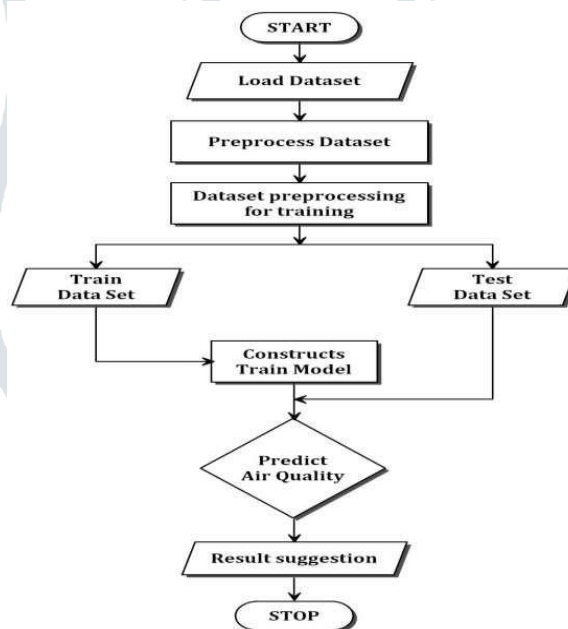 START
Load Dataset
Preprocess Dataset
Dataset preprocessing
for training
Train
Data Set
Test
Data Set
Constructs
Train Model
Predict
Air Quality
Result suggestion
STOP